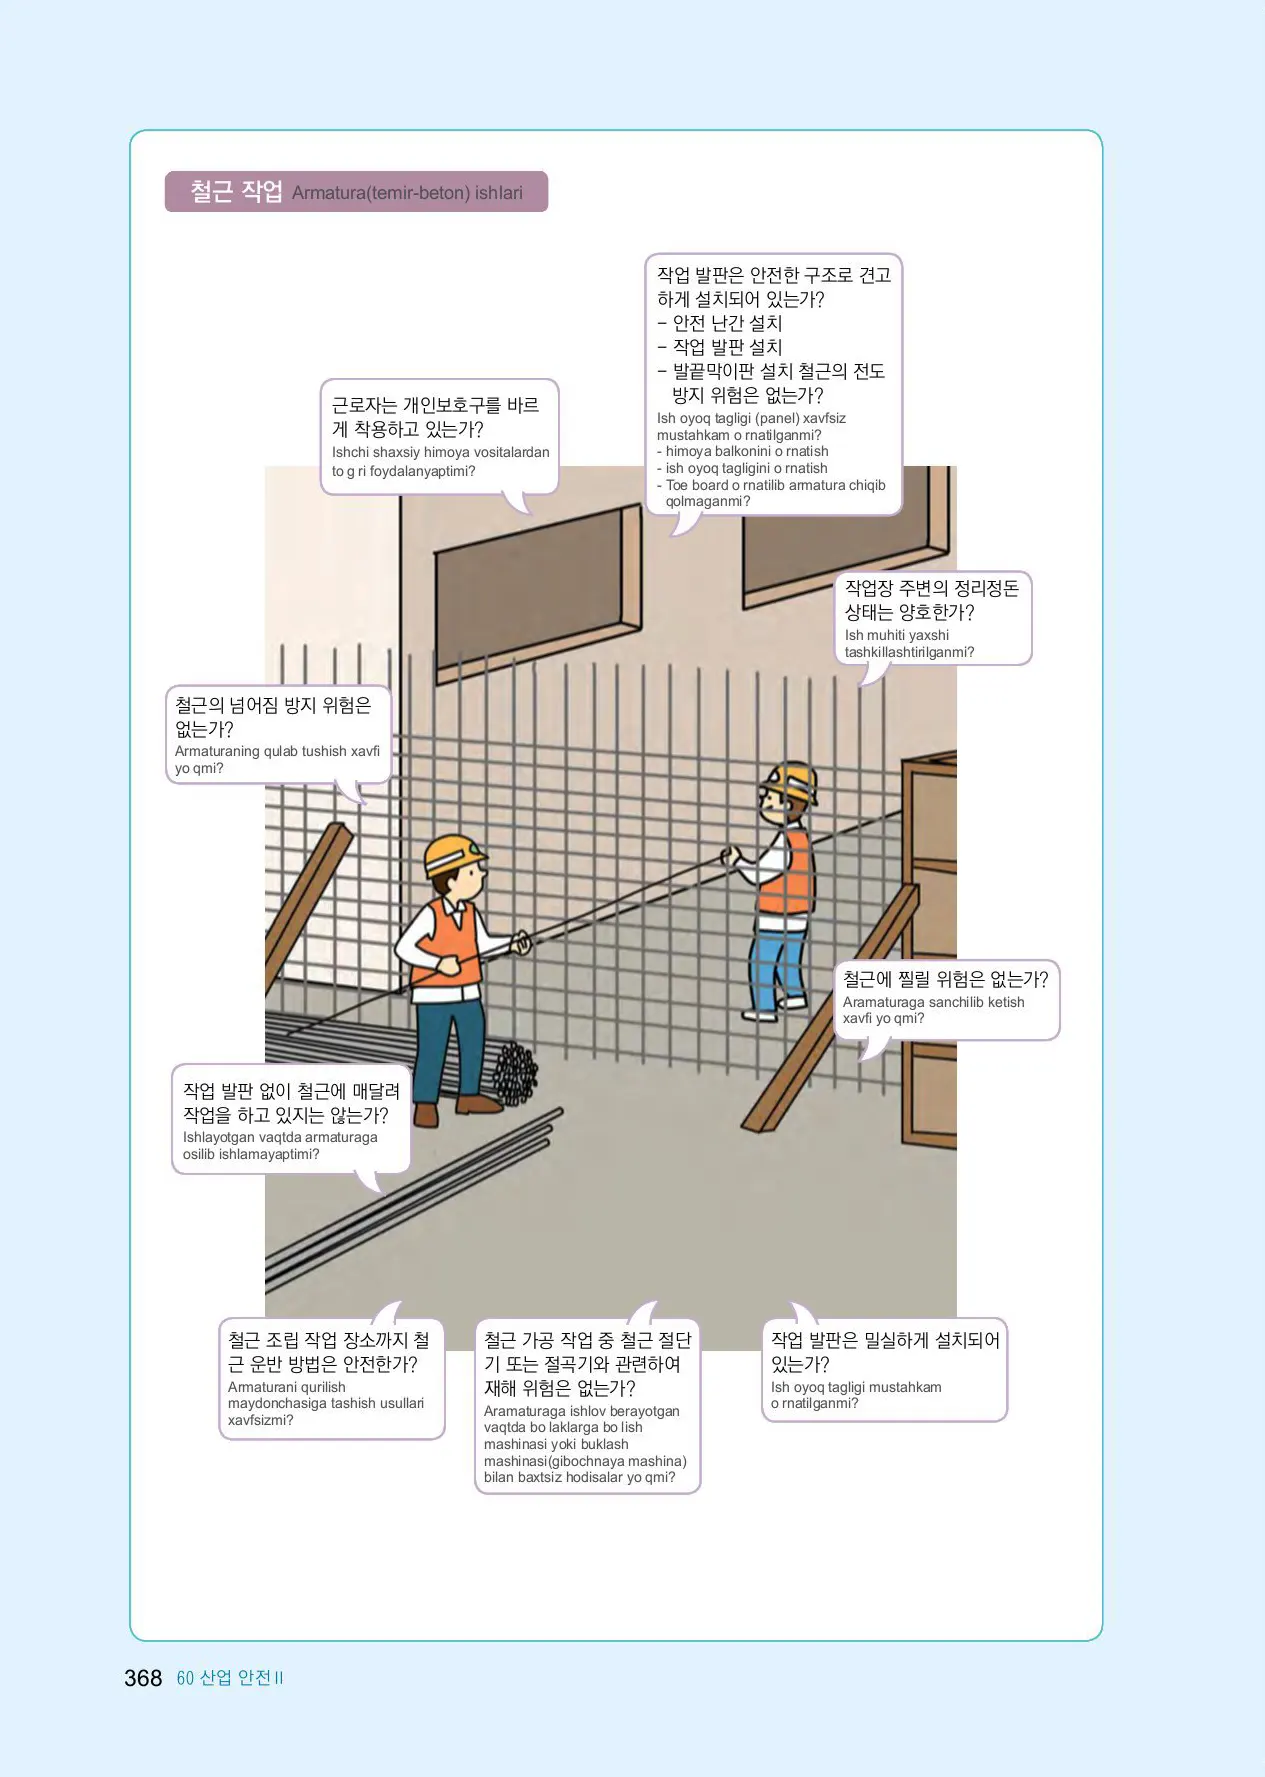 철근 작업 Armatura(temir-beton) ishlari
작업 발판은 안전한 구조로 견고
하게 설치되어 있는가?
- 안전 난간 설치
- 작업 발판 설치
- 발끝막이판 설치 철근의 전도
방지 위험은 없는가?
Ish oyoq tagligi (panel) xavfsiz
mustahkam o rnatilganmi?
- himoya balkonini o rnatish
- ish oyoq tagligini o rnatish
- Toe board o rnatilib armatura chiqib
qolmaganmi?
근로자는 개인보호구를 바르
게 착용하고 있는가?
Ishchi shaxsiy himoya vositalardan
to g ri foydalanyaptimi?
작업장 주변의 정리정돈
상태는 양호한가?
Ish muhiti yaxshi
tashkillashtirilganmi?
철근의 넘어짐 방지 위험은
없는가?
Armaturaning qulab tushish xavfi
yo qmi?
철근에 찔릴 위험은 없는가?
Aramaturaga sanchilib ketish
xavfi yo qmi?
작업 발판 없이 철근에 매달려
작업을 하고 있지는 않는가?
Ishlayotgan vaqtda armaturaga
osilib ishlamayaptimi?
철근 조립 작업 장소까지 철
근 운반 방법은 안전한가?
Armaturani qurilish
maydonchasiga tashish usullari
xavfsizmi?
철근 가공 작업 중 철근 절단
기 또는 절곡기와 관련하여
재해 위험은 없는가?
Aramaturaga ishlov berayotgan
vaqtda bo laklarga bo lish
mashinasi yoki buklash
mashinasi(gibochnaya mashina)
bilan baxtsiz hodisalar yo qmi?
작업 발판은 밀실하게 설치되어
있는가?
Ish oyoq tagligi mustahkam
o rnatilganmi?
368 60 산업 안전Ⅱ